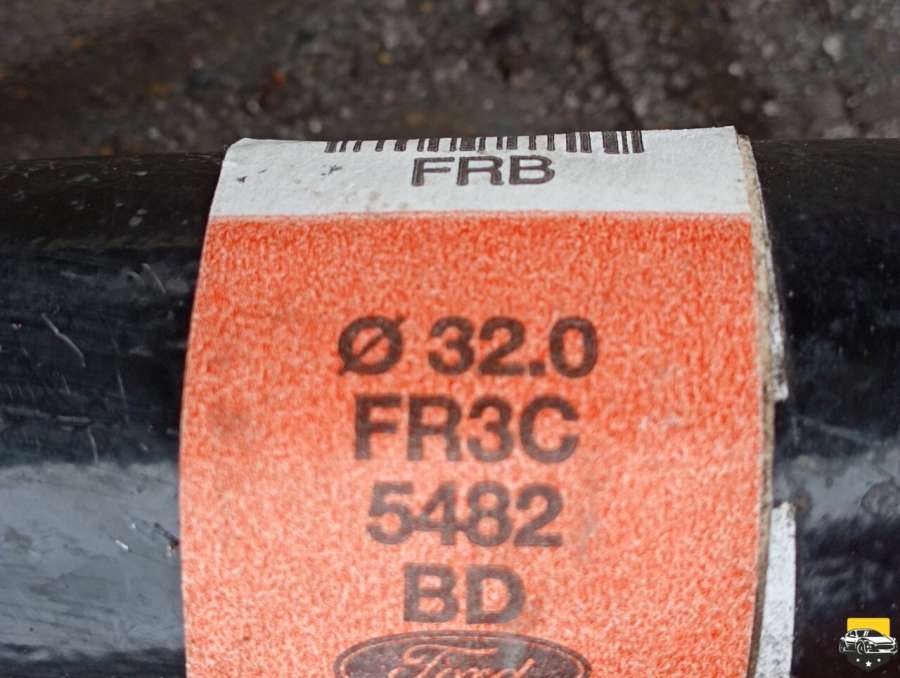 FRB
Ø 32.0
FR3C
5482
BD
Ford